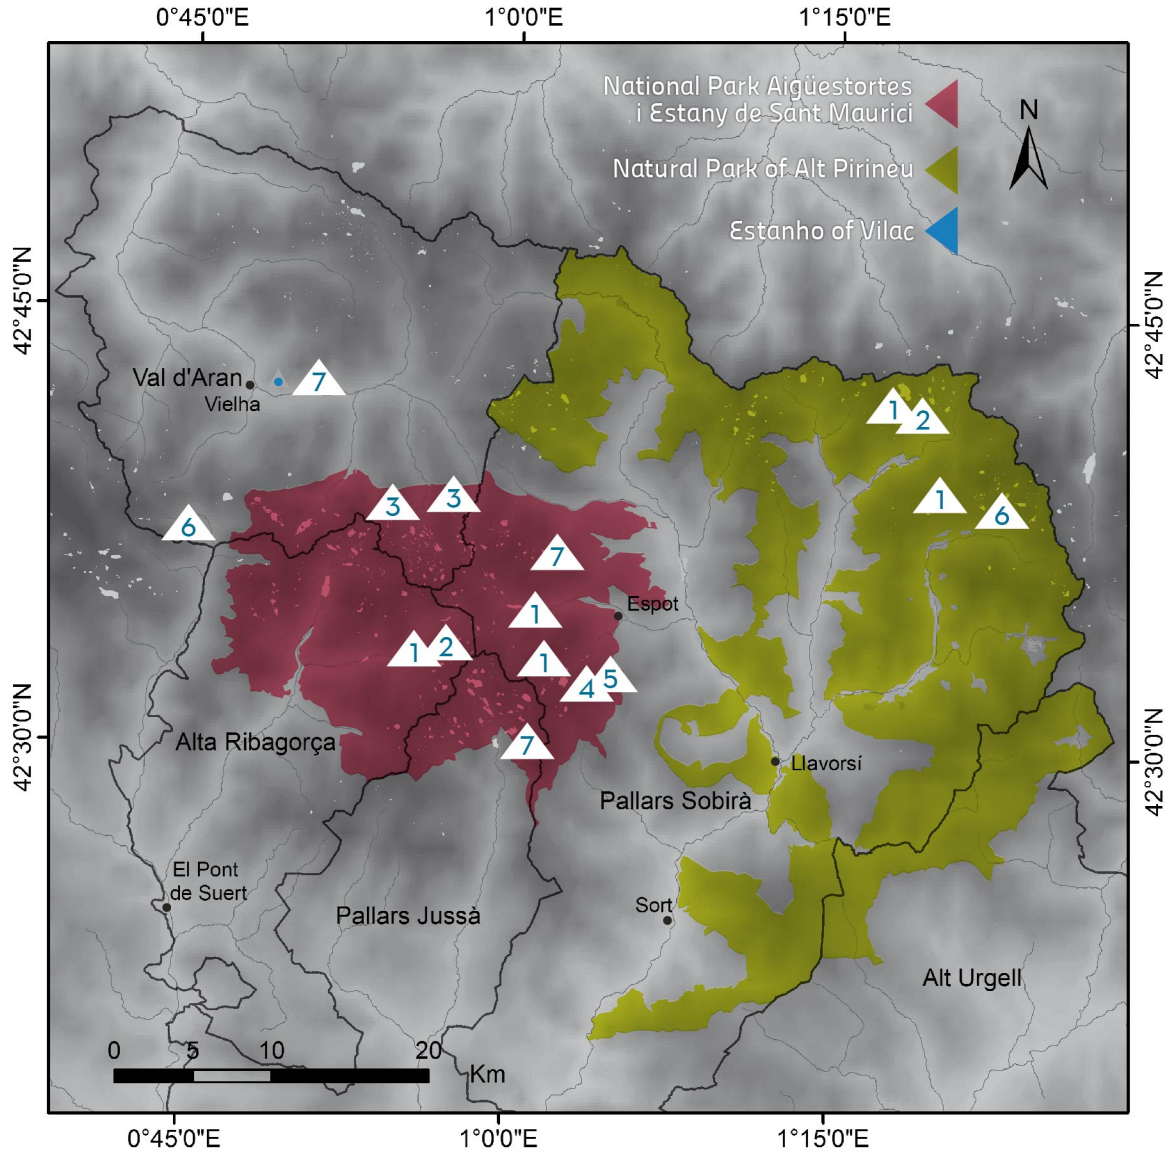 0°45'0"E
1°0'0"E
1°15'0"E
National Park Aigüestortes
i Estany de Sant Maurici
N
Natural Park of Alt Pirineu
Estanho of Vilac
42°45'0"N
42°45'0"N
Val d'Aran
Vielha
7
1
2
3
3
1
6
6
7
1
Espot
1
2
1
4
5
42°30'0"N
Alta Ribagorça
7
42°30'0"N
Llavorsí
Pallars Sobirà
El Pont
de Suert
Pallars Jussà
Sort
Alt Urgell
0
5
10
20
Km
0°45'0"E
1°0'0"E
1°15'0"E